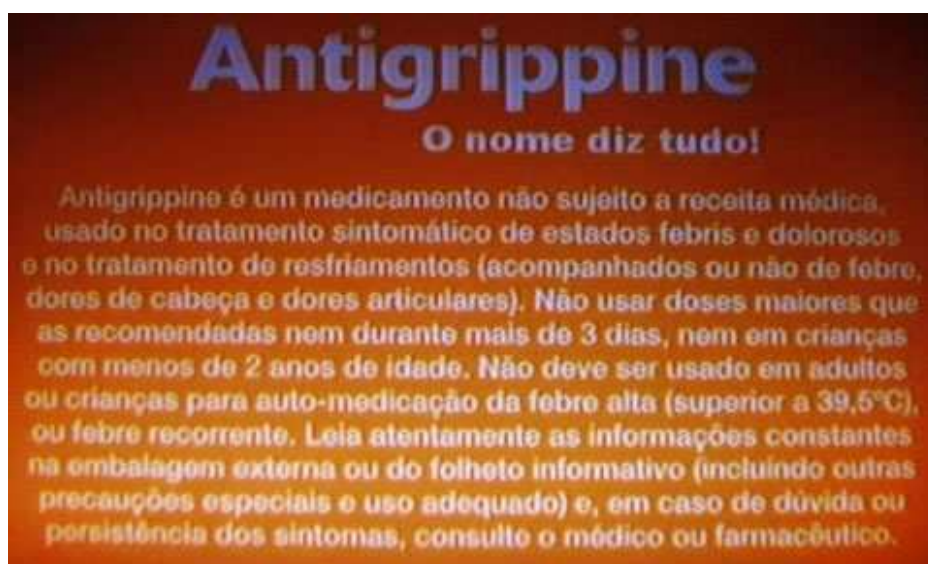 Antigrippine
O nome diz tudo!
Antigrippine é um medicamento não sujeito a receita médica,
usado no tratamento sintomático de estados febris e dolorosos
e no tratamento de resfriamentos (acompanhados ou não de febre,
dores de cabeça e dores articulares). Não usar doses maiores que
as recomendadas nem durante mais de 3 dias, nem em crianças
com menos de 2 anos de idade. Não deve ser usado em adultos
ou crianças para auto-medicação da febre alta (superior a 39,5ºC),
ou febre recorrente. Leia atentamente as informações constantes
na embalagem externa ou do folheto informativo (incluindo outras
precauções especiais e uso adequado) e, em caso de dúvida ou
persistência dos sintomas, consulte o médico ou farmacêutico.